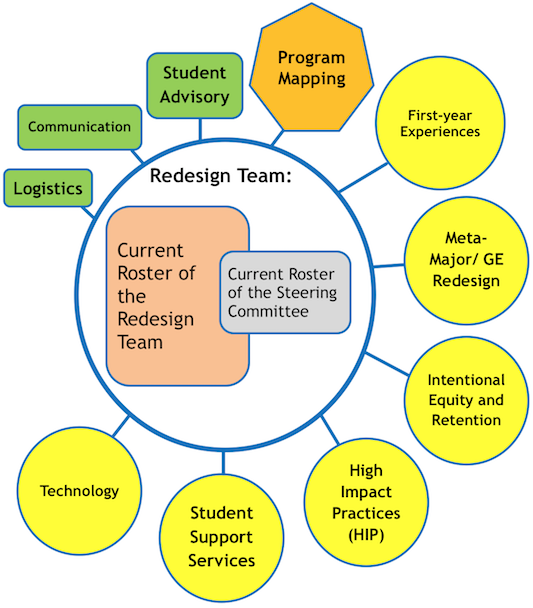 Program
Mapping
Student
Advisory
Communication
Logistics
First-year
Experiences
Redesign Team:
Meta-
Major/ GE
Redesign
Current
Roster of
the
Redesign
Team
Current Roster
of the Steering
Committee
Intentional
Equity and
Retention
High
Impact
Practices
(HIP)
Technology
Student
Support
Services